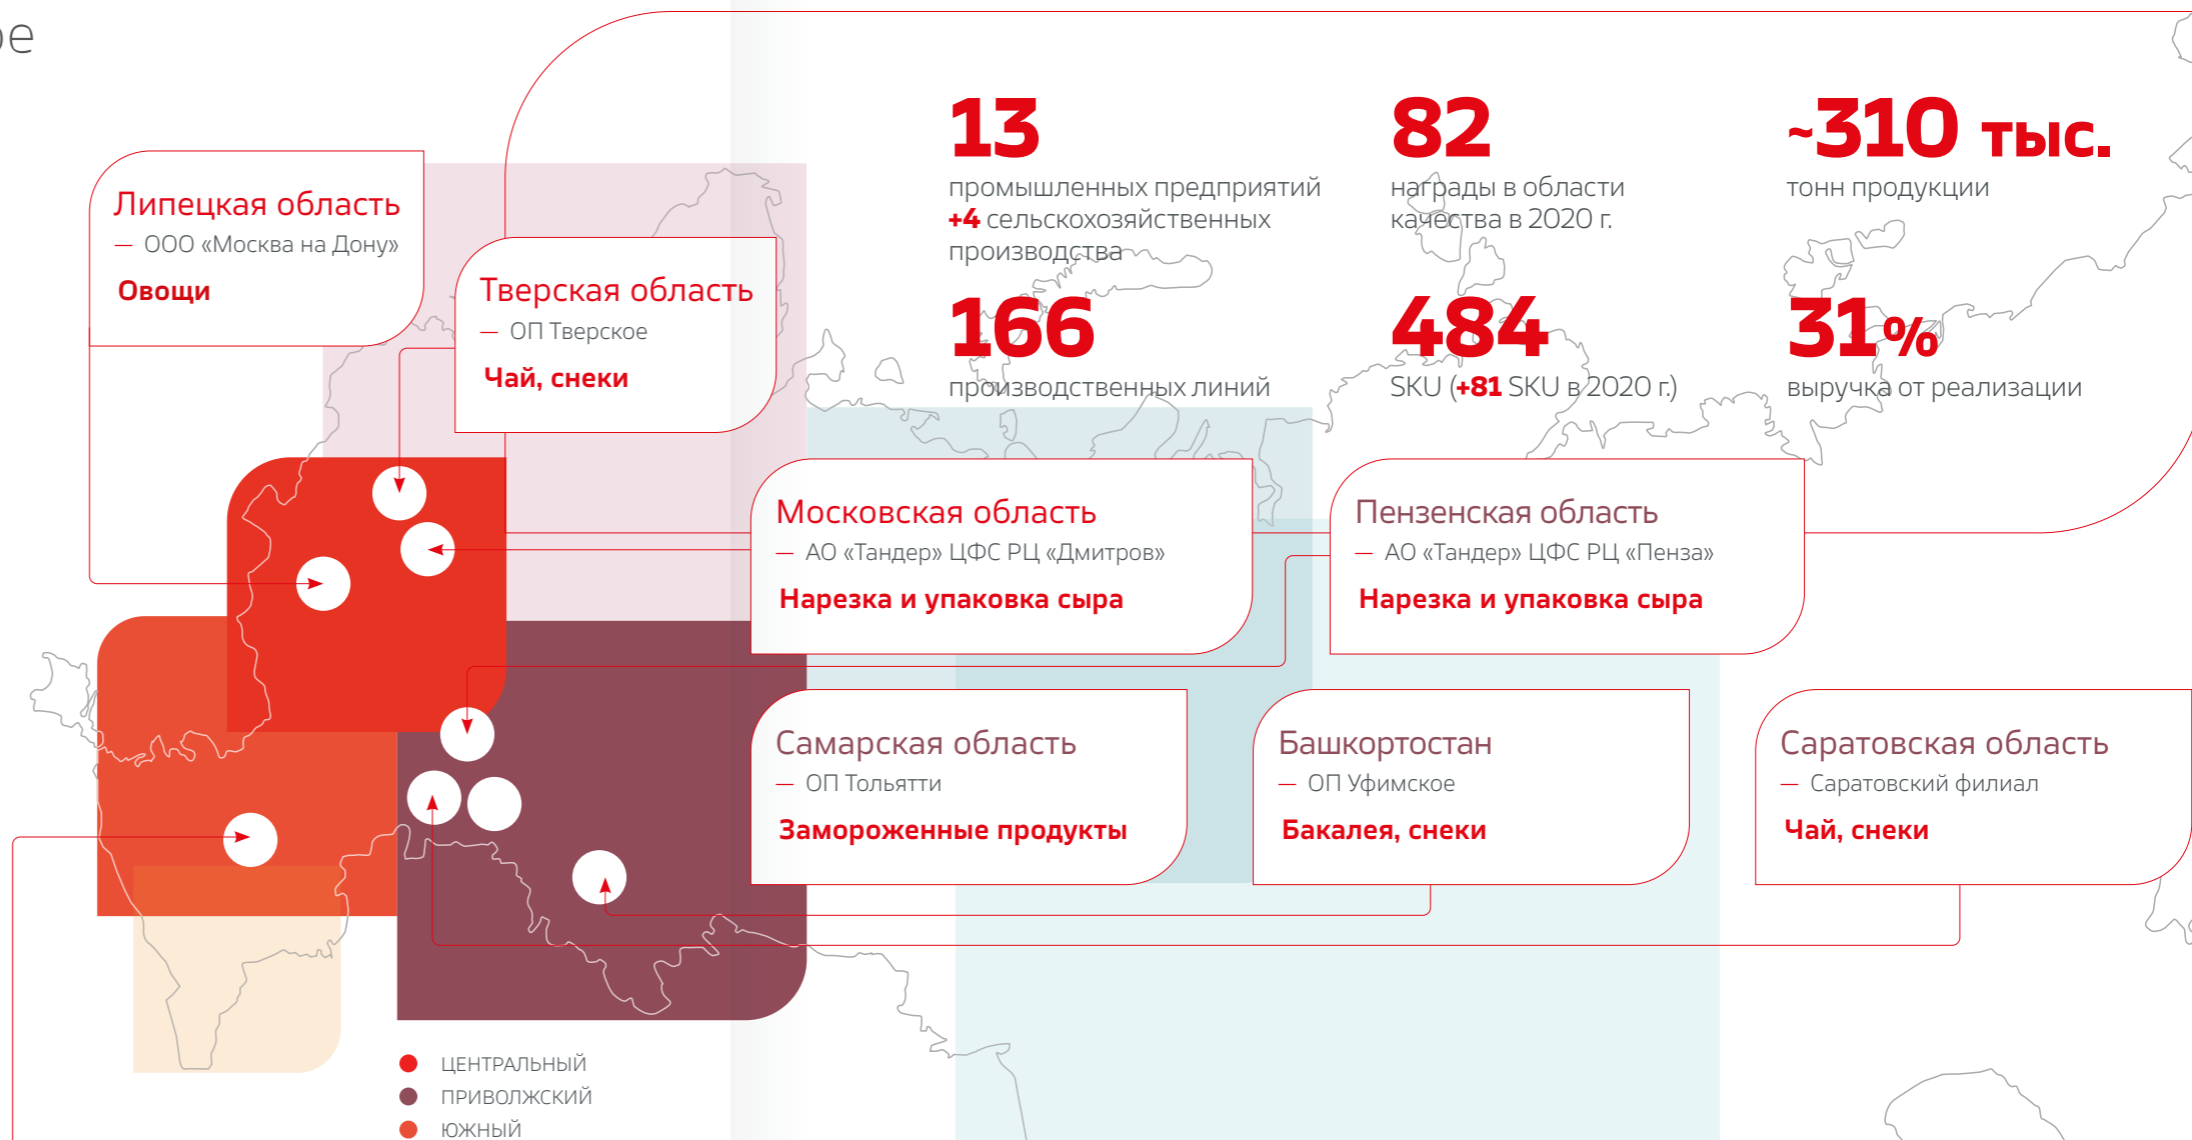 Липецкая область
— ООО «Москва на Дону»
Овощи
Тверская область
— ОП Тверское
Чай, снеки
13
промышленных предприятий
+4 сельскохозяйственных
производства
82
награды в области
качества в 2020 г.
~310 тыс.
тонн продукции
166
производственных линий
484
SKU (+81 SKU в 2020 г.)
31%
выручка от реализации
Московская область
— АО «Тандер» ЦФС РЦ «Дмитров»
Нарезка и упаковка сыра
Пензенская область
— АО «Тандер» ЦФС РЦ «Пенза»
Нарезка и упаковка сыра
Самарская область
— ОП Тольятти
Замороженные продукты
Башкортостан
— ОП Уфимское
Бакалея, снеки
Саратовская область
— Саратовский филиал
Чай, снеки
ЦЕНТРАЛЬНЫЙ
ПРИВОЛЖСКИЙ
ЮЖНЫЙ